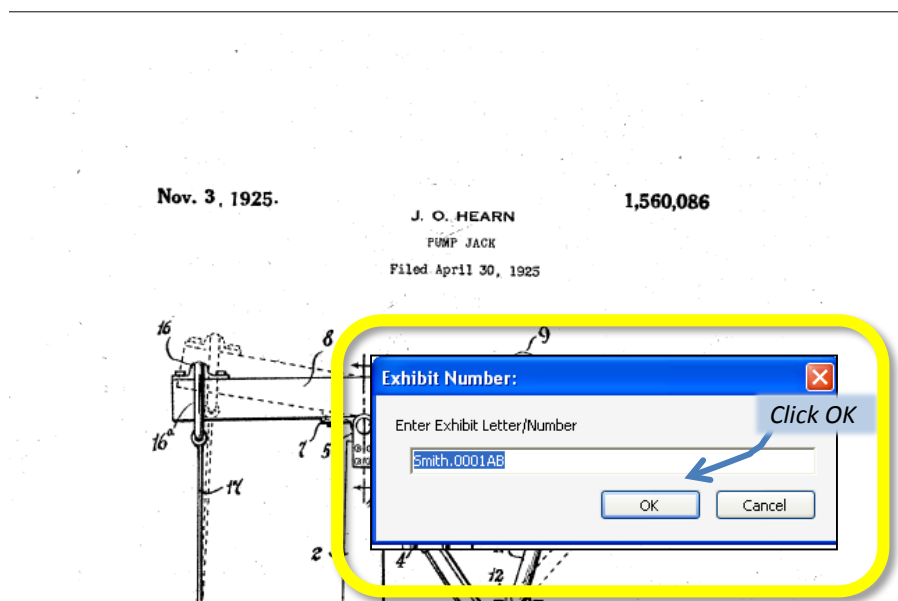 Nov. 3, 1925.
1,560,086
J. O. HEARN
PUMP JACK
Filed April 30, 1925
16
8
9
Exhibit Number:
Click OK
Enter Exhibit Letter/Number
16a
7
5
Smith.0001AB
17
OK
Cancel
2
4
12